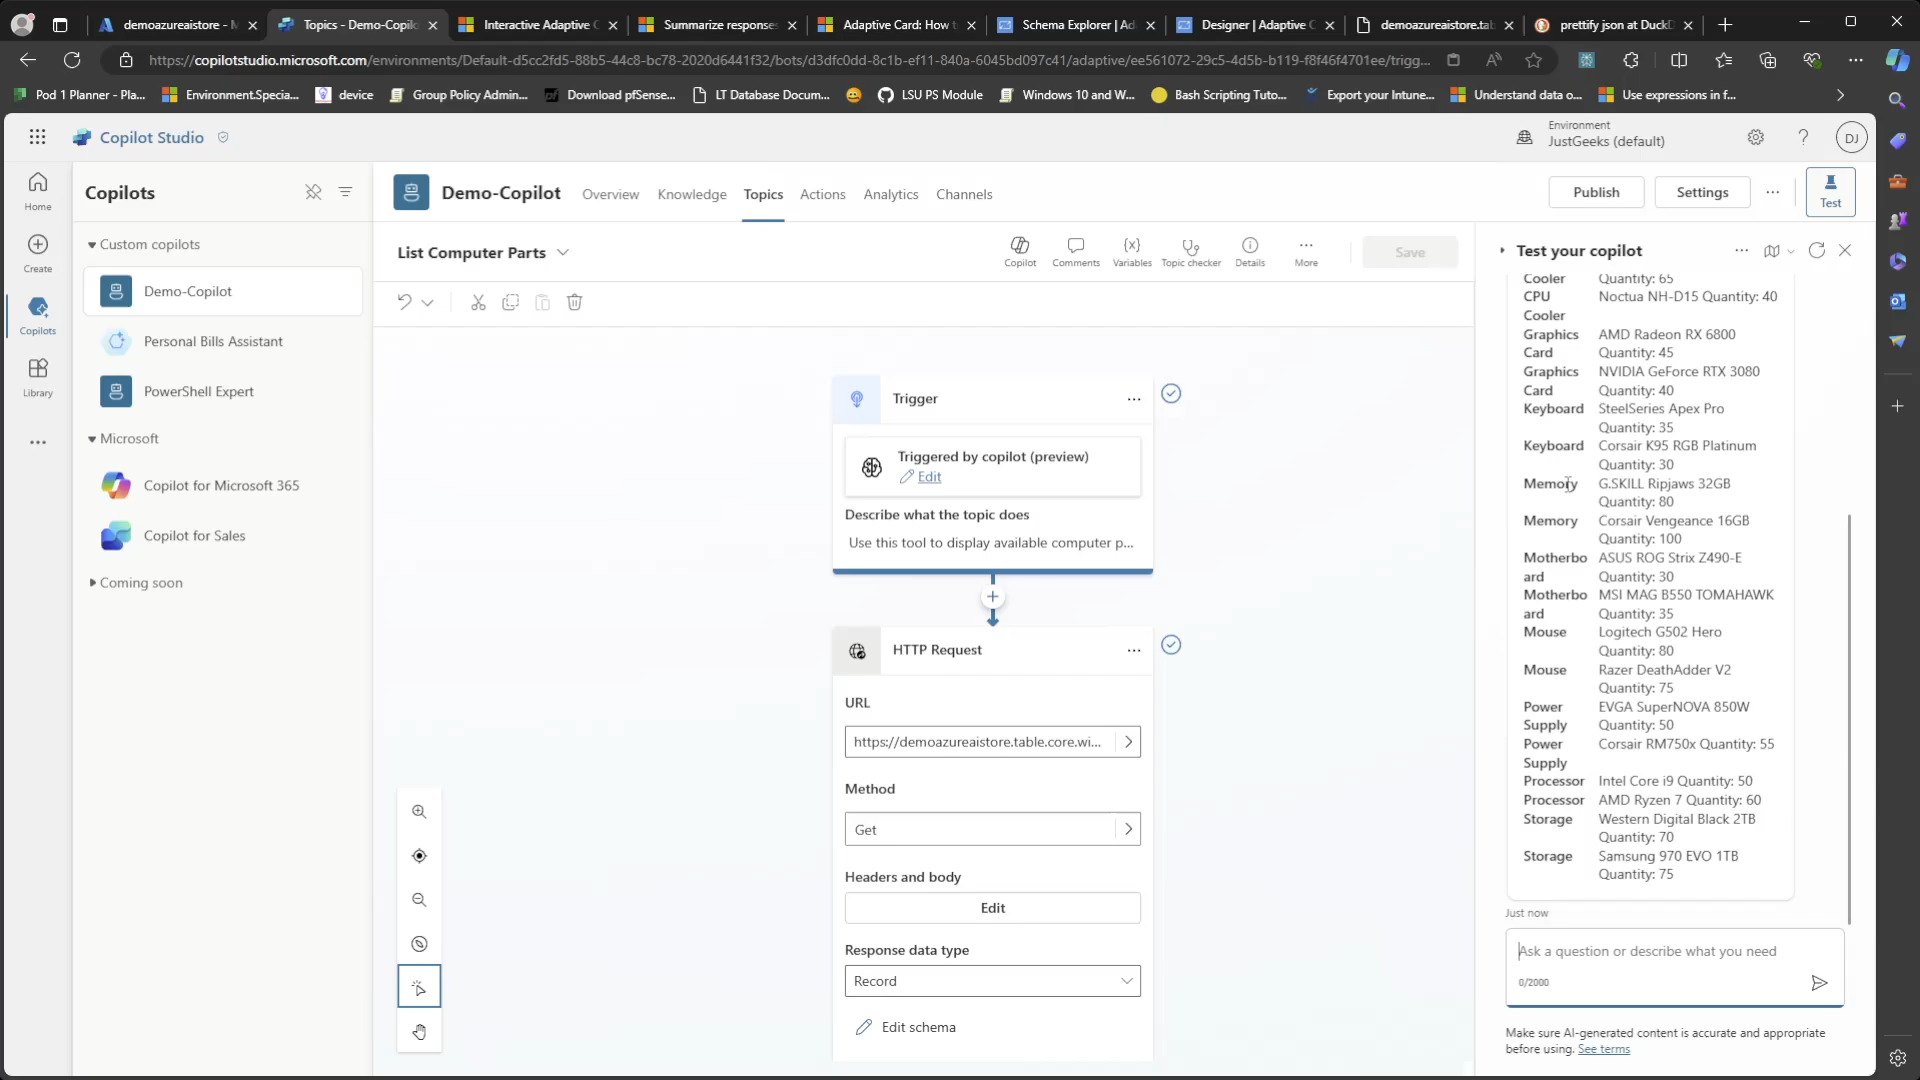 demoazureaistore - M
Topics - Demo-Copilo
Interactive Adaptive C
Summarize responses
Adaptive Card: How t
Schema Explorer | Ad
Designer | Adaptive C
demoazureaistore.tab
prettify json at DuckD
https://copilotstudio.microsoft.com/environments/Default-d5cc2fd5-88b5-44c8-bc78-2020d6441f32/bots/d3dfc0dd-8c1b-ef11-840a-6045bd097c41/adaptive/ee561072-29c5-4d5b-b119-f8f46f4701ee/trigg...
Pod 1 Planner - Pla...
Environment.Specia...
device
Group Policy Admin...
Download pfSense...
LT Database Docum...
LSU PS Module
Windows 10 and W...
Bash Scripting Tuto...
Export your Intune...
Understand data o...
Use expressions in f...
Copilot Studio
Environment
JustGeeks (default)
DJ
Home
Create
Copilots
Library
Copilots
Custom copilots
Demo-Copilot
Personal Bills Assistant
PowerShell Expert
Microsoft
Copilot for Microsoft 365
Copilot for Sales
Coming soon
Demo-Copilot
Overview
Knowledge
Topics
Actions
Analytics
Channels
Publish
Settings
Test
List Computer Parts
Copilot
Comments
Variables
Topic checker
Details
More
Save
Trigger
Triggered by copilot (preview)
Edit
Describe what the topic does
Use this tool to display available computer p...
HTTP Request
URL
https://demoazureaistore.table.core.wi...
Method
Get
Headers and body
Edit
Response data type
Record
Edit schema
Test your copilot
Cooler Quantity: 65
CPU Noctua NH-D15 Quantity: 40
Cooler
Graphics AMD Radeon RX 6800
Card Quantity: 45
Graphics NVIDIA GeForce RTX 3080
Card Quantity: 40
Keyboard SteelSeries Apex Pro
Quantity: 35
Keyboard Corsair K95 RGB Platinum
Quantity: 30
Memory G.SKILL Ripjaws 32GB
Quantity: 80
Memory Corsair Vengeance 16GB
Quantity: 100
Motherbo ASUS ROG Strix Z490-E
ard Quantity: 30
Motherbo MSI MAG B550 TOMAHAWK
ard Quantity: 35
Mouse Logitech G502 Hero
Quantity: 80
Mouse Razer DeathAdder V2
Quantity: 75
Power EVGA SuperNOVA 850W
Supply Quantity: 50
Power Corsair RM750x Quantity: 55
Supply
Processor Intel Core i9 Quantity: 50
Processor AMD Ryzen 7 Quantity: 60
Storage Western Digital Black 2TB
Quantity: 70
Storage Samsung 970 EVO 1TB
Quantity: 75
Just now
Ask a question or describe what you need
0/2000
Make sure AI-generated content is accurate and appropriate
before using. See terms